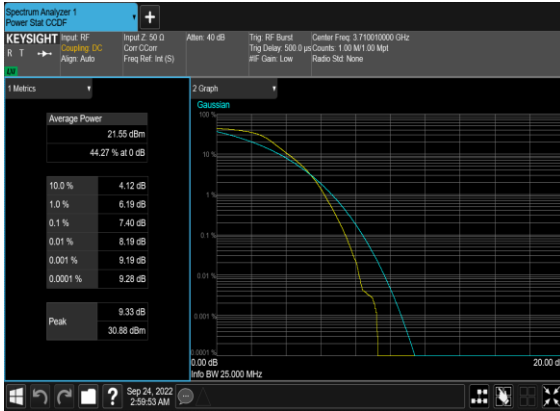 Spectrum Analyzer 1
Power Stat CCDF
KEYSIGHT
R T
Input: RF
Coupling: DC
Align: Auto
Input Z: 50 Ω
Corr CCorr
Freq Ref: Int (S)
Atten: 40 dB
Trig: RF Burst
Trig Delay: 500.0 µs
#IF Gain: Low
Center Freq: 3.710010000 GHz
Counts: 1.00 M/1.00 Mpt
Radio Std: None
1 Metrics
Average Power
21.55 dBm
44.27 % at 0 dB
10.0 % 4.12 dB
1.0 % 6.19 dB
0.1 % 7.40 dB
0.01 % 8.19 dB
0.001 % 9.19 dB
0.0001 % 9.28 dB
Peak
9.33 dB
30.88 dBm
2 Graph
Gaussian
100 %
10 %
1 %
0.1 %
0.01 %
0.001 %
0.0001 %
0.00 dB
20.00 d
Info BW 25.000 MHz
Sep 24, 2022
2:59:53 AM